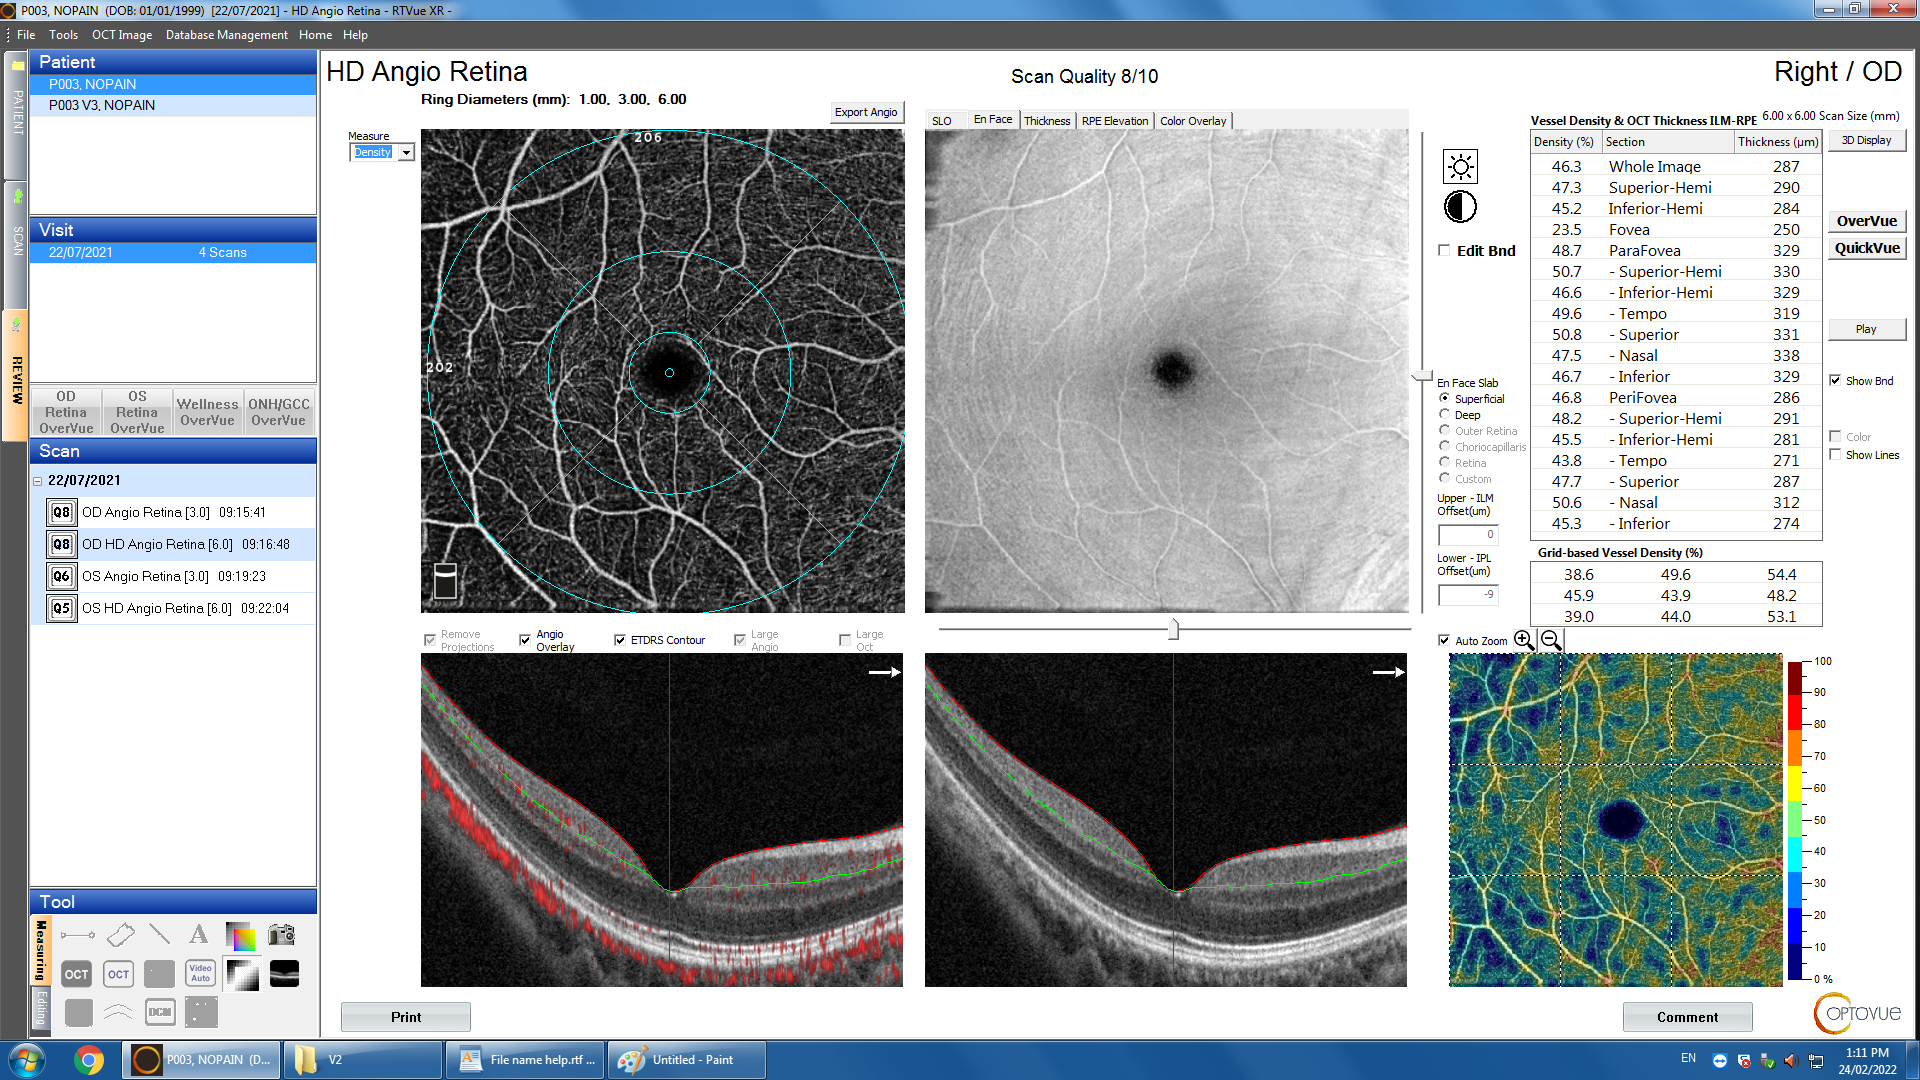 P003, NOPAIN (DOB: 01/01/1999) [22/07/2021] - HD Angio Retina - RTVue XR -
File Tools OCT Image Database Management Home Help
PATIENT
SCAN
REVIEW
Patient
P003, NOPAIN
P003 V3, NOPAIN
Visit
22/07/2021 4 Scans
OD Retina OverVue
OS Retina OverVue
Wellness OverVue
ONH/GCC OverVue
Scan
22/07/2021
Q8 OD Angio Retina [3.0] 09:15:41
Q8 OD HD Angio Retina [6.0] 09:16:48
Q6 OS Angio Retina [3.0] 09:19:23
Q5 OS HD Angio Retina [6.0] 09:22:04
Tool
Measuring
Editing
A
OCT OCT Video Auto
DCM
HD Angio Retina
Scan Quality 8/10
Right / OD
Ring Diameters (mm): 1.00, 3.00, 6.00
Export Angio
Measure
Density
206
202
SLO En Face Thickness RPE Elevation Color Overlay
Edit Bnd
En Face Slab
Superficial
Deep
Outer Retina
Choriocapillaris
Retina
Custom
Upper - ILM
Offset(um)
0
Lower - IPL
Offset(um)
-9
Vessel Density & OCT Thickness ILM-RPE 6.00 x 6.00 Scan Size (mm)
Density (%) Section Thickness (µm)
46.3 Whole Image 287
47.3 Superior-Hemi 290
45.2 Inferior-Hemi 284
23.5 Fovea 250
48.7 ParaFovea 329
50.7 - Superior-Hemi 330
46.6 - Inferior-Hemi 329
49.6 - Tempo 319
50.8 - Superior 331
47.5 - Nasal 338
46.7 - Inferior 329
46.8 PeriFovea 286
48.2 - Superior-Hemi 291
45.5 - Inferior-Hemi 281
43.8 - Tempo 271
47.7 - Superior 287
50.6 - Nasal 312
45.3 - Inferior 274
Grid-based Vessel Density (%)
38.6 49.6 54.4
45.9 43.9 48.2
39.0 44.0 53.1
3D Display
OverVue
QuickVue
Play
Show Bnd
Color
Show Lines
Remove Projections
Angio Overlay
ETDRS Contour
Large Angio
Large Oct
Auto Zoom
100
90
80
70
60
50
40
30
20
10
0 %
Print
Comment
OPTOVUE
P003, NOPAIN (D...
V2
File name help.rtf ...
Untitled - Paint
EN
1:11 PM
24/02/2022